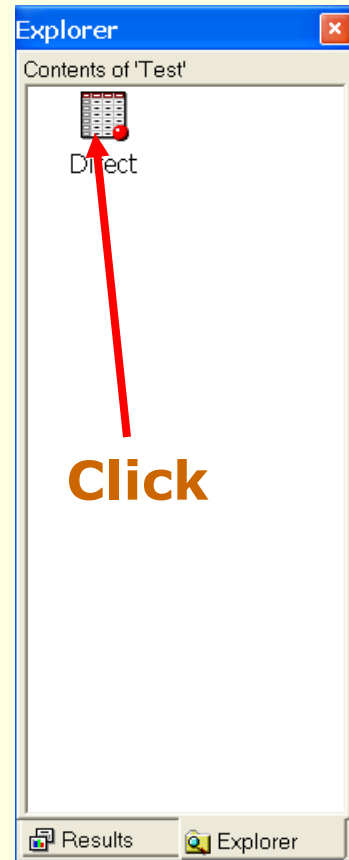 Explorer
Contents of 'Test'
Direct
Click
Results
Explorer